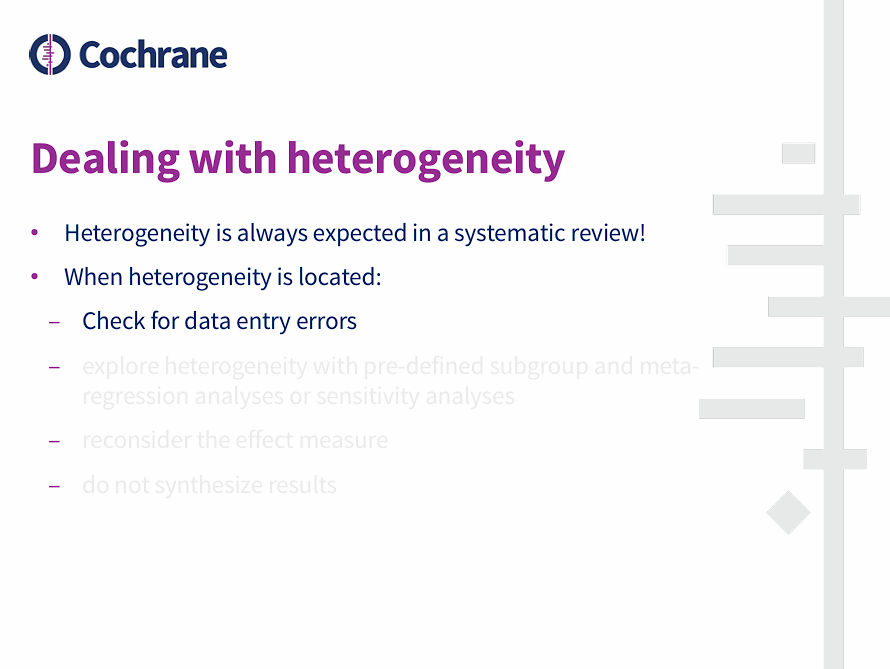 Cochrane
Dealing with heterogeneity
• Heterogeneity is always expected in a systematic review!
• When heterogeneity is located:
– Check for data entry errors
– explore heterogeneity with pre-defined subgroup and meta-
regression analyses or sensitivity analyses
– reconsider the effect measure
– do not synthesize results